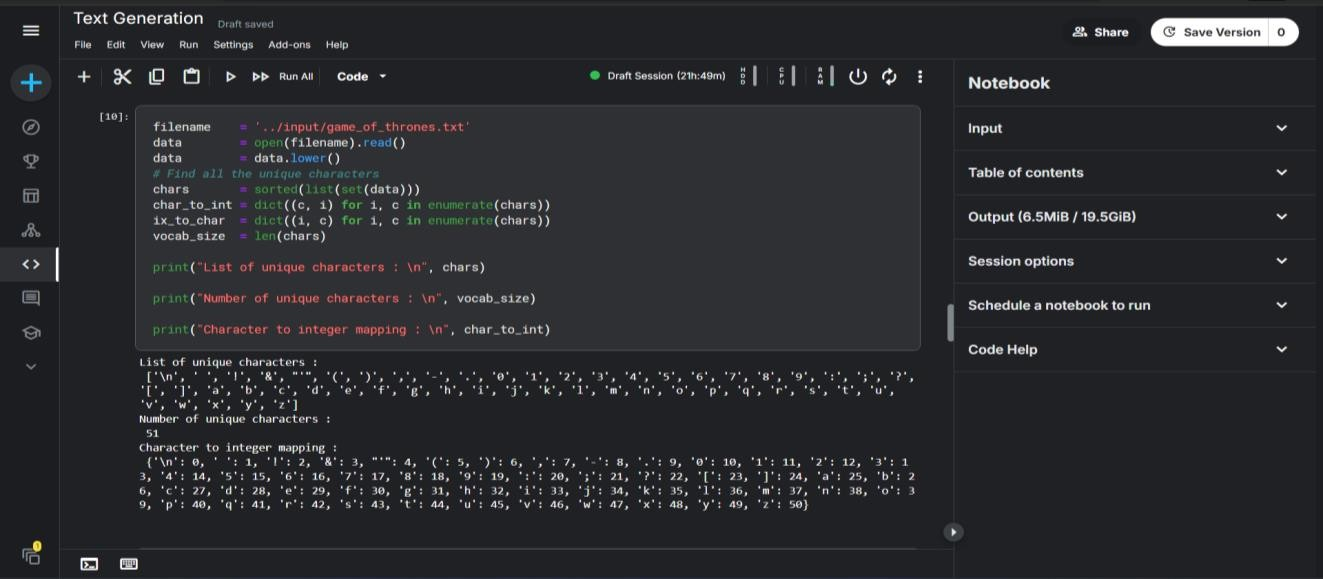 Text Generation Draft saved
File Edit View Run Settings Add-ons Help
Share
Save Version 0
Run All Code
Draft Session (21h:49m)
HDD
CPU
RAM
[10]:
filename    = '../input/game_of_thrones.txt'
data        = open(filename).read()
data        = data.lower()
# Find all the unique characters
chars       = sorted(list(set(data)))
char_to_int = dict((c, i) for i, c in enumerate(chars))
ix_to_char  = dict((i, c) for i, c in enumerate(chars))
vocab_size  = len(chars)
print("List of unique characters : \n", chars)
print("Number of unique characters : \n", vocab_size)
print("Character to integer mapping : \n", char_to_int)
List of unique characters :
['\n', ' ', '!', '&', "'", '(', ')', ',', '-', '.', '0', '1', '2', '3', '4', '5', '6', '7', '8', '9', ':', ';', '?',
'[', ']', 'a', 'b', 'c', 'd', 'e', 'f', 'g', 'h', 'i', 'j', 'k', 'l', 'm', 'n', 'o', 'p', 'q', 'r', 's', 't', 'u',
'v', 'w', 'x', 'y', 'z']
Number of unique characters :
51
Character to integer mapping :
{'\n': 0, ' ': 1, '!': 2, '&': 3, "'": 4, '(': 5, ')': 6, ',': 7, '-': 8, '.': 9, '0': 10, '1': 11, '2': 12, '3': 1
3, '4': 14, '5': 15, '6': 16, '7': 17, '8': 18, '9': 19, ':': 20, ';': 21, '?': 22, '[': 23, ']': 24, 'a': 25, 'b': 2
6, 'c': 27, 'd': 28, 'e': 29, 'f': 30, 'g': 31, 'h': 32, 'i': 33, 'j': 34, 'k': 35, 'l': 36, 'm': 37, 'n': 38, 'o': 3
9, 'p': 40, 'q': 41, 'r': 42, 's': 43, 't': 44, 'u': 45, 'v': 46, 'w': 47, 'x': 48, 'y': 49, 'z': 50}
Notebook
Input
Table of contents
Output (6.5MiB / 19.5GiB)
Session options
Schedule a notebook to run
Code Help
1